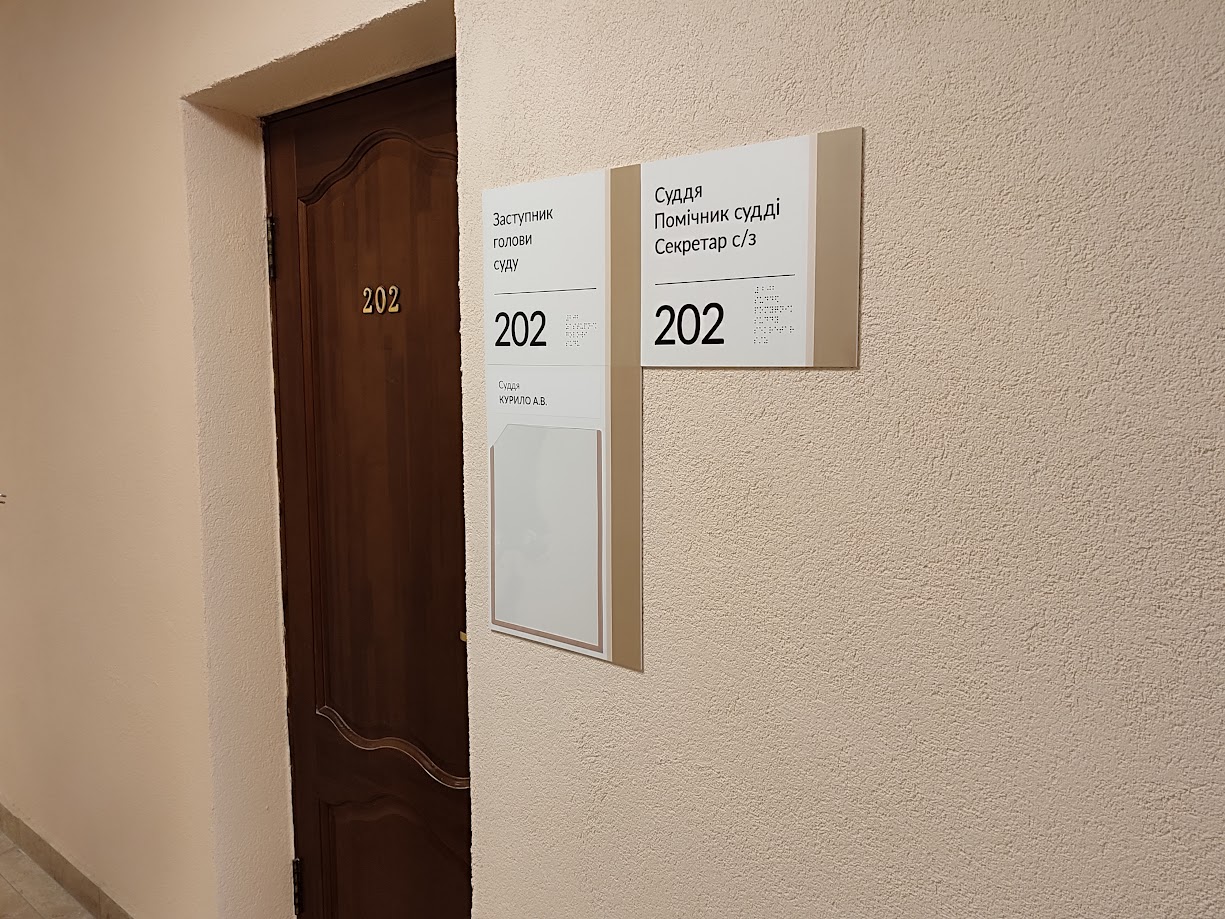 202
Заступник
голови
суду
202
Суддя
КУРИЛО А.В.
Суддя
Помічник судді
Секретар с/з
202